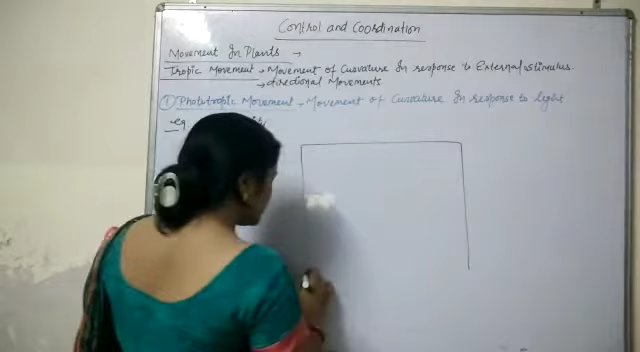 Control and Coordination
Movement In Plants →
Tropic Movement → Movement of Curvature In response to External stimulus.
→ directional Movements.
① Phototropic Movement → Movement of Curvature In response to light
eg